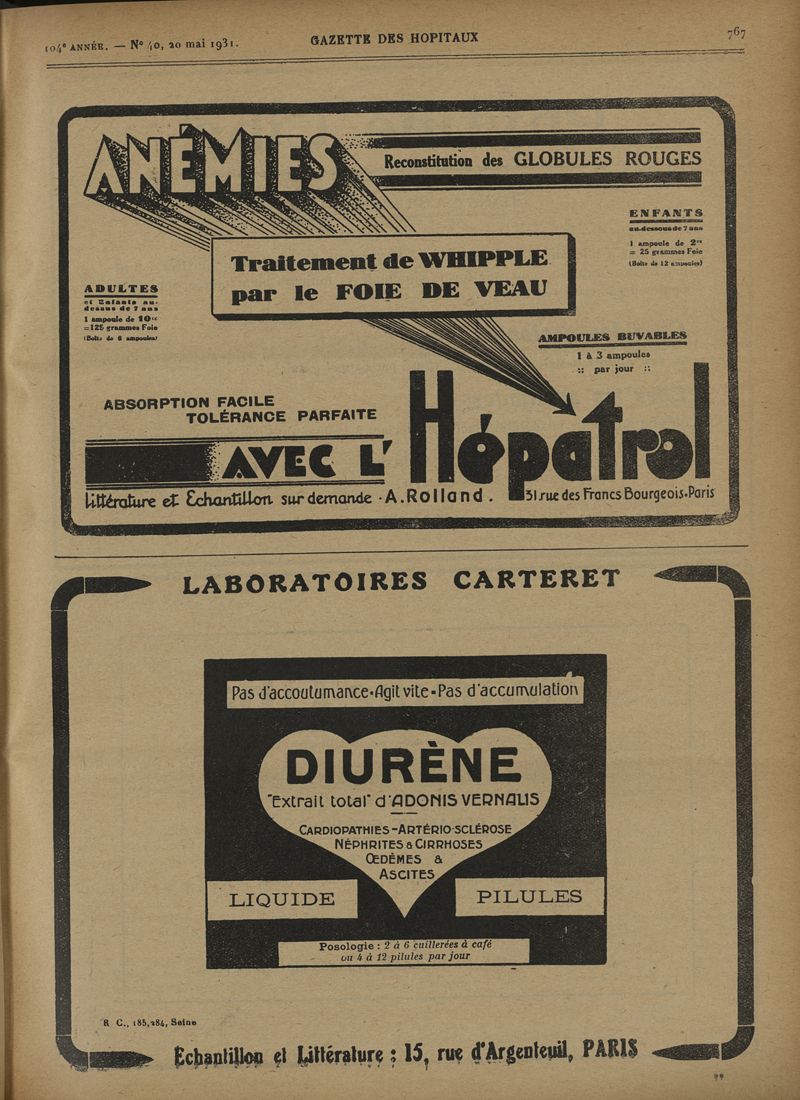 104e ANNÉE. — No 40, 20 mai 1931.
GAZETTE DES HOPITAUX
767
ANÉMIES
Reconstitution des GLOBULES ROUGES
ENFANTS
au-dessous de 7 ans
1 ampoule de 2cc
= 25 grammes Foie
(Boîte de 12 ampoules)
Traitement de WHIPPLE
par le FOIE DE VEAU
ADULTES
et Enfants au-
dessus de 7 ans
1 ampoule de 10cc
=125 grammes Foie
(Boîte de 6 ampoules)
AMPOULES BUVABLES
1 à 3 ampoules
:: par jour ::
ABSORPTION FACILE
TOLÉRANCE PARFAITE
AVEC L'Hépatrol
Littérature et Echantillon sur demande · A. Rolland. 31, rue des Francs Bourgeois-Paris
LABORATOIRES CARTERET
Pas d'accoutumance-Agit vite-Pas d'accumulation
DIURÈNE
"Extrait total" d'ADONIS VERNALIS
CARDIOPATHIES-ARTÉRIO-SCLÉROSE
NÉPHRITES & CIRRHOSES
ŒDÈMES &
ASCITES
LIQUIDE
PILULES
Posologie : 2 à 6 cuillerées à café
ou 4 à 12 pilules par jour
R. C., 185,284, Seine
Echantillon et Littérature : 15, rue d'Argenteuil, PARIS